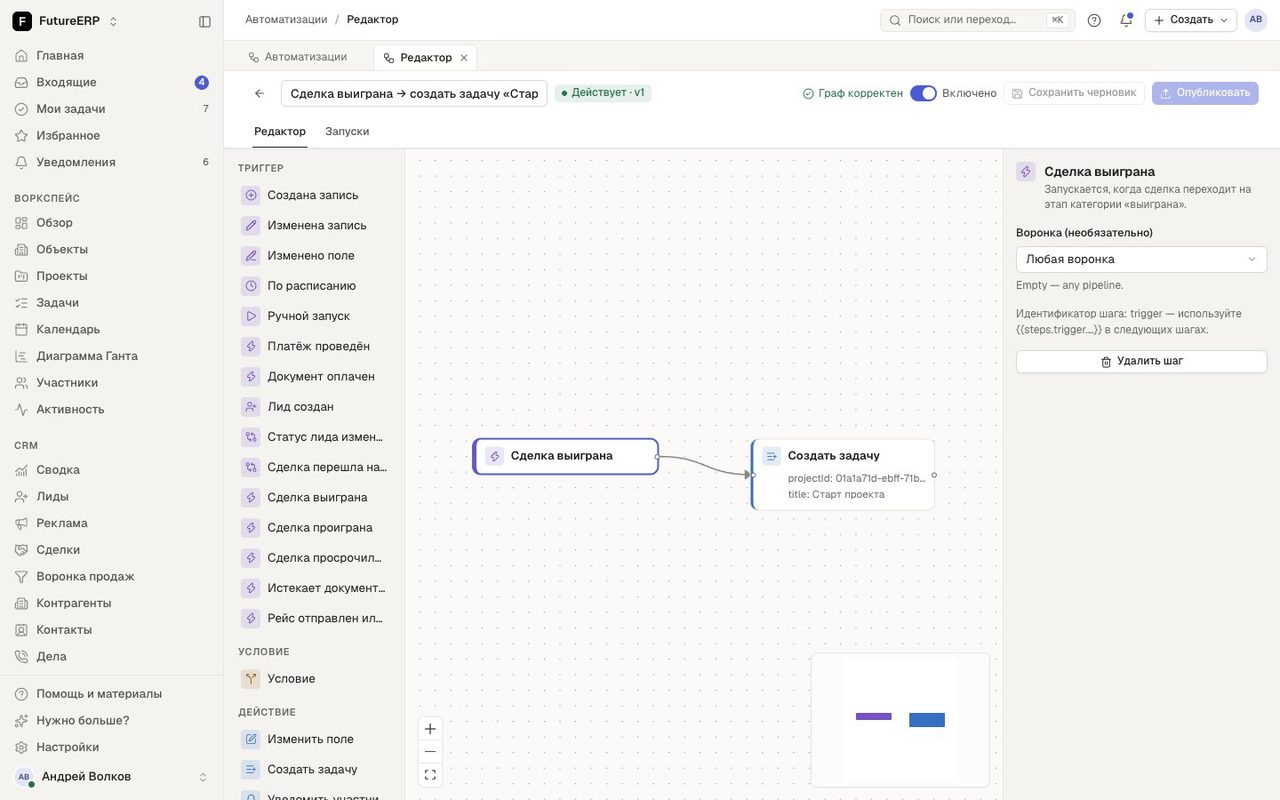 FutureERP
Главная
Входящие
4
Мои задачи
7
Избранное
Уведомления
6
ВОРКСПЕЙС
Обзор
Объекты
Проекты
Задачи
Календарь
Диаграмма Ганта
Участники
Активность
CRM
Сводка
Лиды
Реклама
Сделки
Воронка продаж
Контрагенты
Контакты
Дела
Помощь и материалы
Нужно больше?
Настройки
AB
Андрей Волков
Автоматизации / Редактор
Поиск или переход...
⌘K
Создать
AB
Автоматизации
Редактор
Сделка выиграна → создать задачу «Стар
Действует · v1
Граф корректен
Включено
Сохранить черновик
Опубликовать
Редактор
Запуски
ТРИГГЕР
Создана запись
Изменена запись
Изменено поле
По расписанию
Ручной запуск
Платёж проведён
Документ оплачен
Лид создан
Статус лида измен...
Сделка перешла на...
Сделка выиграна
Сделка проиграна
Сделка просрочил...
Истекает документ...
Рейс отправлен ил...
УСЛОВИЕ
Условие
ДЕЙСТВИЕ
Изменить поле
Создать задачу
Сделка выиграна
Создать задачу
projectId: 01a1a71d-ebff-71b...
title: Старт проекта
Сделка выиграна
Запускается, когда сделка переходит на
этап категории «выиграна».
Воронка (необязательно)
Любая воронка
Empty — any pipeline.
Идентификатор шага: trigger — используйте
{{steps.trigger...}} в следующих шагах.
Удалить шаг